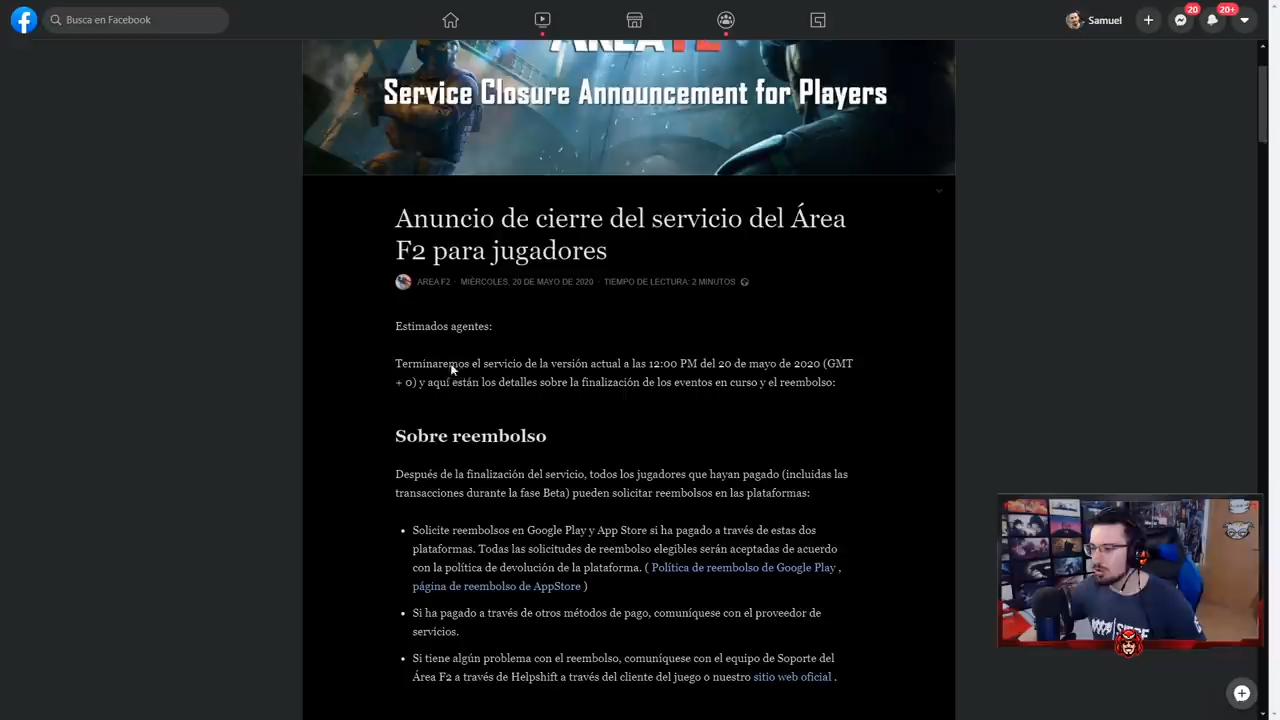 Busca en Facebook
Samuel
20
20+
AREA F2
Service Closure Announcement for Players
Anuncio de cierre del servicio del Área
F2 para jugadores
AREA F2 · MIÉRCOLES, 20 DE MAYO DE 2020 · TIEMPO DE LECTURA: 2 MINUTOS
Estimados agentes:
Terminaremos el servicio de la versión actual a las 12:00 PM del 20 de mayo de 2020 (GMT
+ 0) y aquí están los detalles sobre la finalización de los eventos en curso y el reembolso:
Sobre reembolso
Después de la finalización del servicio, todos los jugadores que hayan pagado (incluidas las
transacciones durante la fase Beta) pueden solicitar reembolsos en las plataformas:
• Solicite reembolsos en Google Play y App Store si ha pagado a través de estas dos
plataformas. Todas las solicitudes de reembolso elegibles serán aceptadas de acuerdo
con la política de devolución de la plataforma. ( Política de reembolso de Google Play ,
página de reembolso de AppStore )
• Si ha pagado a través de otros métodos de pago, comuníquese con el proveedor de
servicios.
• Si tiene algún problema con el reembolso, comuníquese con el equipo de Soporte del
Área F2 a través de Helpshift a través del cliente del juego o nuestro sitio web oficial .